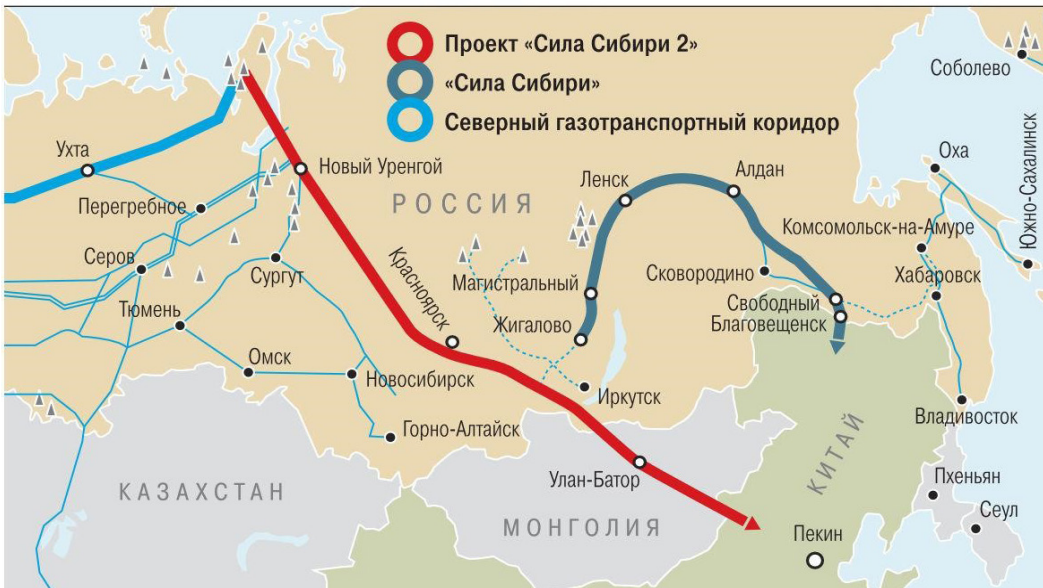 Проект «Сила Сибири 2»
«Сила Сибири»
Северный газотранспортный коридор
Соболево
Ухта
Новый Уренгой
Перегребное
РОССИЯ
Ленск
Алдан
Оха
Южно-Сахалинск
Комсомольск-на-Амуре
Серов
Сургут
Красноярск
Магистральный
Сковородино
Хабаровск
Тюмень
Жигалово
Свободный
Благовещенск
Омск
Новосибирск
Иркутск
Владивосток
Горно-Алтайск
КАЗАХСТАН
Улан-Батор
МОНГОЛИЯ
КИТАЙ
Пхеньян
Сеул
Пекин